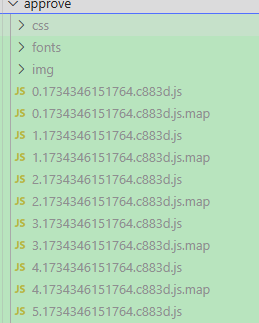 approve
css
fonts
img
JS 0.1734346151764.c883d.js
JS 0.1734346151764.c883d.js.map
JS 1.1734346151764.c883d.js
JS 1.1734346151764.c883d.js.map
JS 2.1734346151764.c883d.js
JS 2.1734346151764.c883d.js.map
JS 3.1734346151764.c883d.js
JS 3.1734346151764.c883d.js.map
JS 4.1734346151764.c883d.js
JS 4.1734346151764.c883d.js.map
JS 5.1734346151764.c883d.js